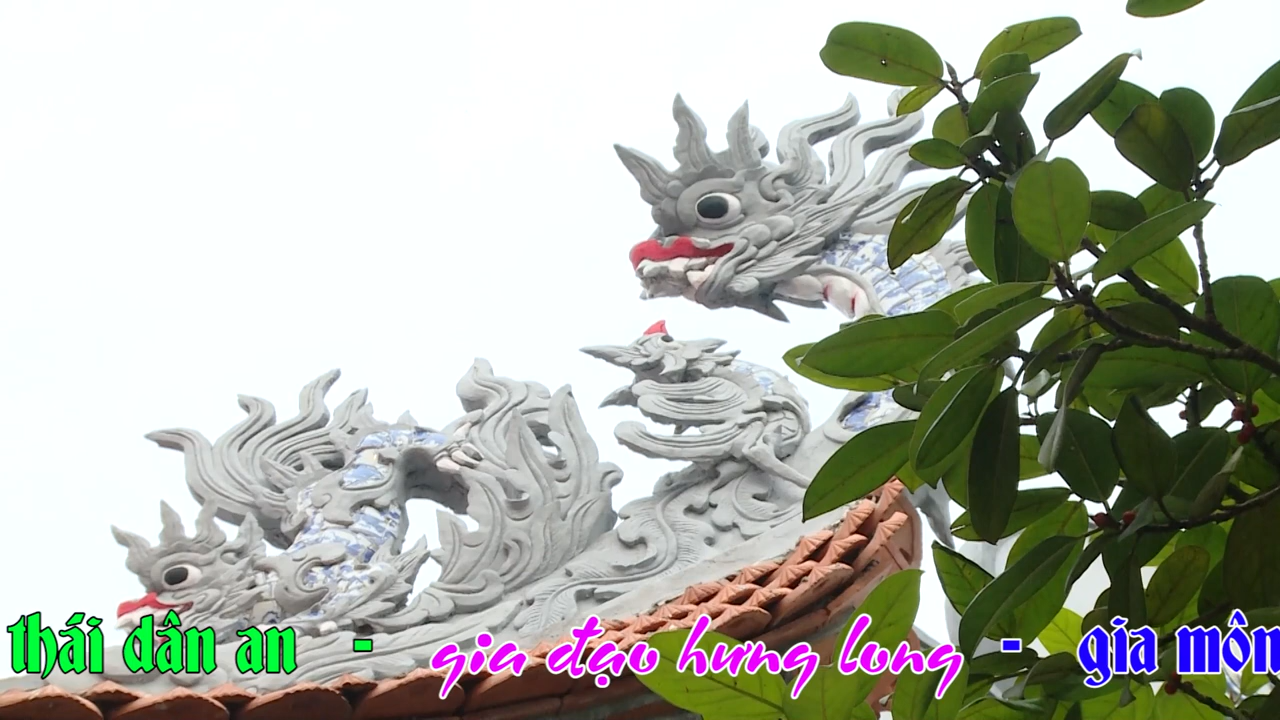 thái dân an - gia đạo hưng long - gia môn